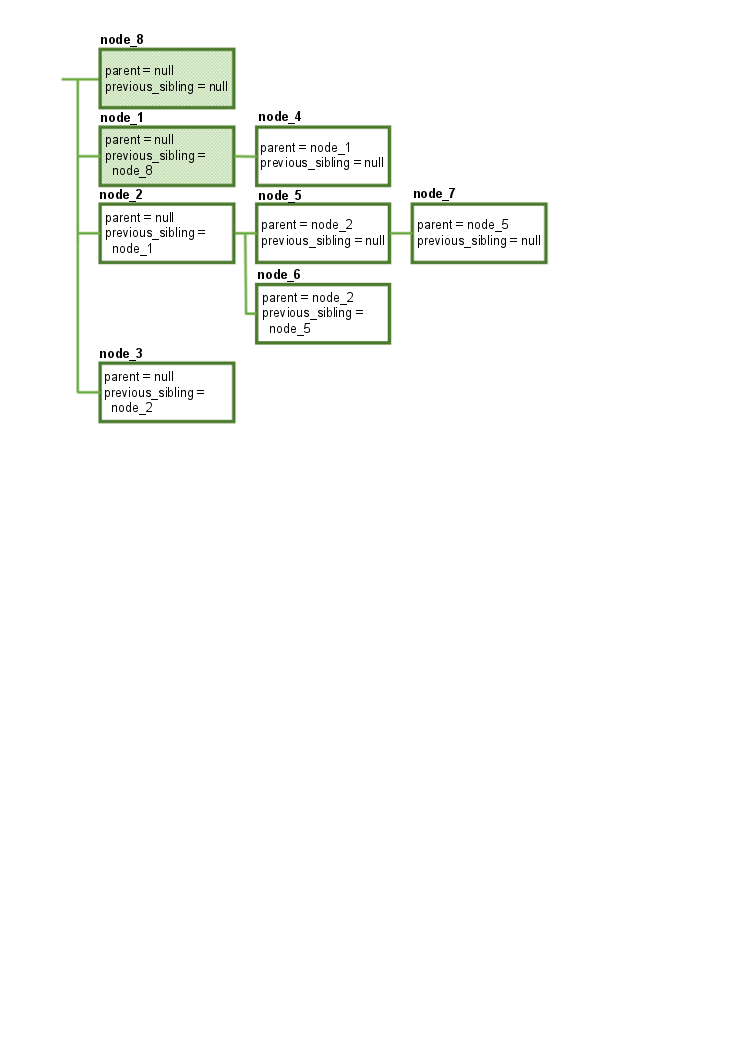 node_8
parent = null
previous_sibling = null
node_1
parent = null
previous_sibling =
node_8
node_4
parent = node_1
previous_sibling = null
node_2
parent = null
previous_sibling =
node_1
node_5
parent = node_2
previous_sibling = null
node_7
parent = node_5
previous_sibling = null
node_6
parent = node_2
previous_sibling =
node_5
node_3
parent = null
previous_sibling =
node_2